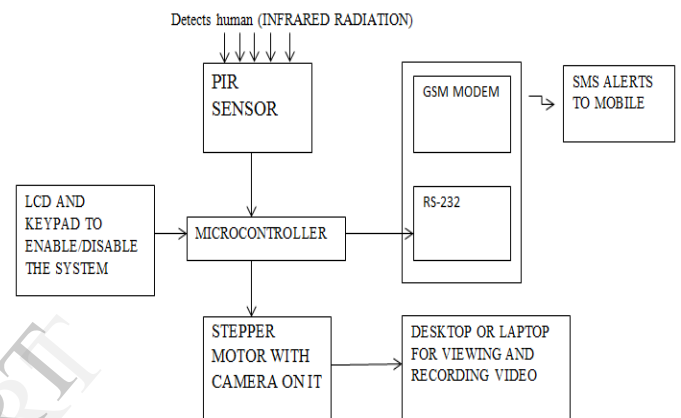 Detects human (INFRARED RADIATION)
PIR
SENSOR
GSM MODEM
SMS ALERTS
TO MOBILE
LCD AND
KEYPAD TO
ENABLE/DISABLE
THE SYSTEM
MICROCONTROLLER
RS-232
STEPPER
MOTOR WITH
CAMERA ON IT
DESKTOP OR LAPTOP
FOR VIEWING AND
RECORDING VIDEO